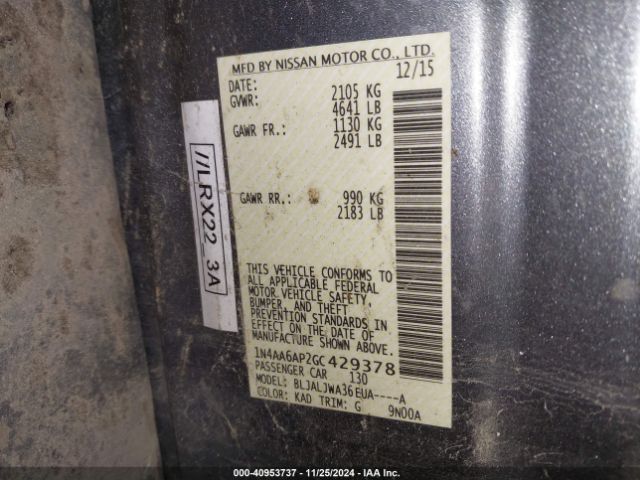 MFD BY NISSAN MOTOR CO., LTD.
DATE: 12/15
GVWR: 2105 KG
4641 LB
GAWR FR.: 1130 KG
2491 LB
GAWR RR.: 990 KG
2183 LB
THIS VEHICLE CONFORMS TO
ALL APPLICABLE FEDERAL
MOTOR VEHICLE SAFETY,
BUMPER, AND THEFT
PREVENTION STANDARDS IN
EFFECT ON THE DATE OF
MANUFACTURE SHOWN ABOVE.
1N4AA6AP2GC429378
PASSENGER CAR 130
MODEL: BLJALJWA36EUA----A
COLOR: KAD TRIM: G 9N00A
//LRX22_3A
000-40953737 - 11/25/2024 - IAA Inc.